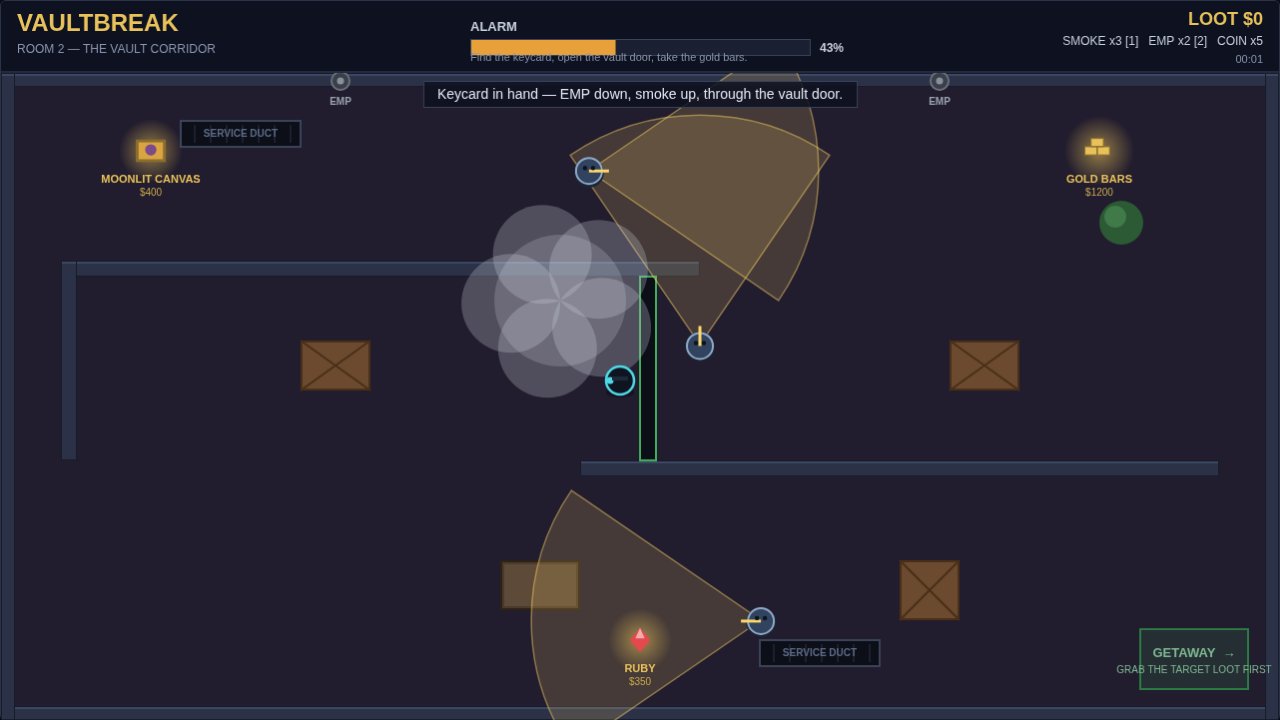 VAULTBREAK
ROOM 2 — THE VAULT CORRIDOR
ALARM
43%
Find the keycard, open the vault door, take the gold bars.
LOOT $0
SMOKE x3 [1] EMP x2 [2] COIN x5
00:01
Keycard in hand — EMP down, smoke up, through the vault door.
EMP
EMP
SERVICE DUCT
MOONLIT CANVAS
$400
GOLD BARS
$1200
SERVICE DUCT
RUBY
$350
GETAWAY →
GRAB THE TARGET LOOT FIRST